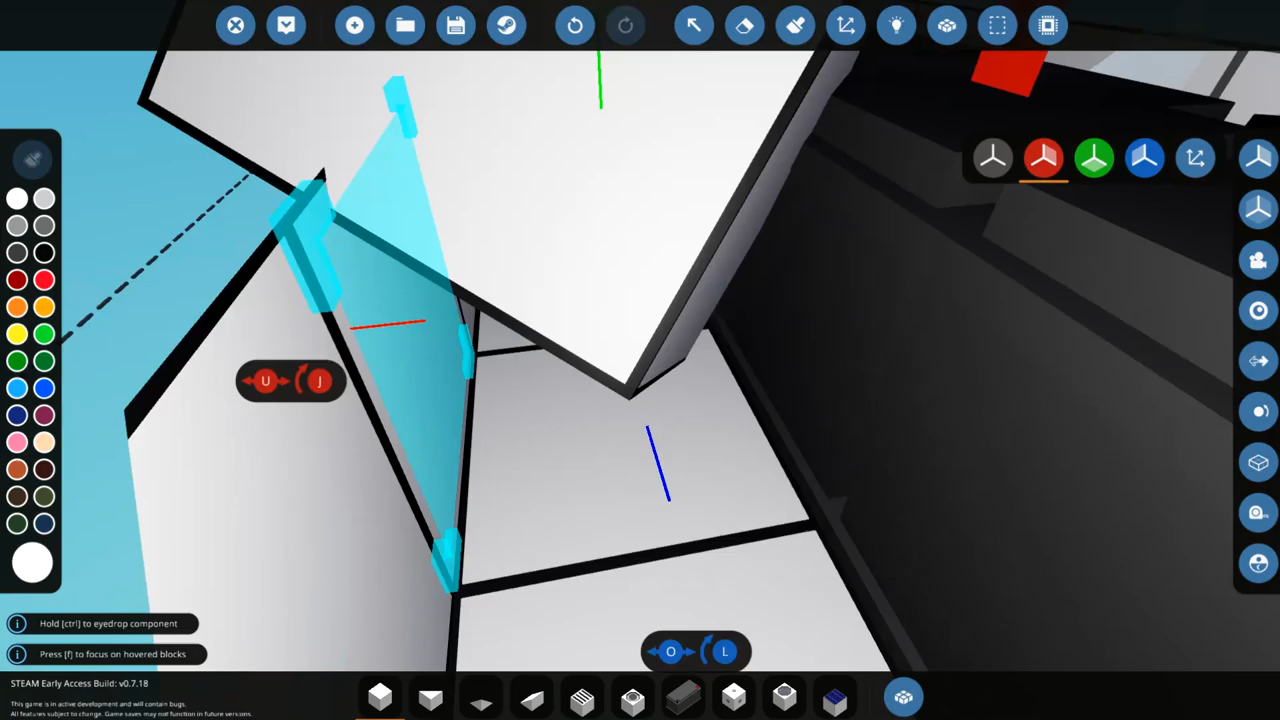 U
J
Hold [ctrl] to eyedrop component
Press [f] to focus on hovered blocks
O
L
STEAM Early Access Build: v0.7.18
This game is in active development and will contain bugs.
All features subject to change. Game saves may not function in future versions.